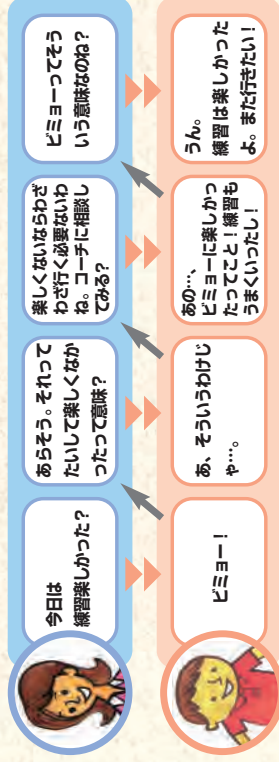 今日は
練習楽しかった?
ビミョー!
あらそう。それって
たいして楽しくなか
ったって意味?
あ、そういうわけじ
ゃ…。
楽しくないならわざ
わざ行く必要ないわ
ね。コーチに相談し
てみる?
あの…、
ビミョーに楽しかっ
たってこと!練習も
うまくいったし!
ビミョーってそう
いう意味なのね?
うん。
練習は楽しかった
よ。また行きたい!